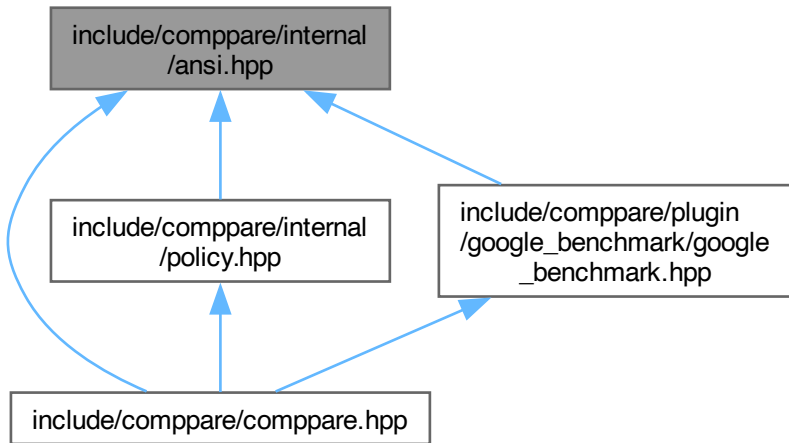 include/comppare/internal
/ansi.hpp
include/comppare/internal
/policy.hpp
include/comppare/plugin
/google_benchmark/google
_benchmark.hpp
include/comppare/comppare.hpp